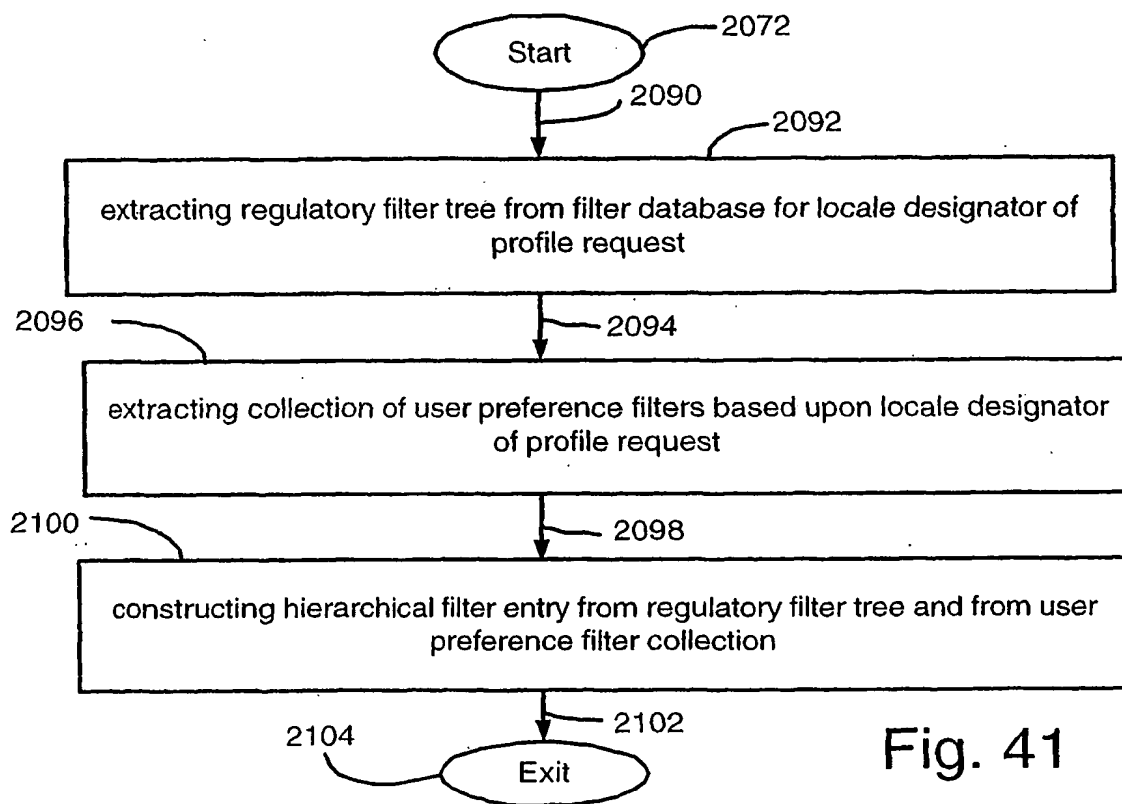 Start
2072
2090
2092
extracting regulatory filter tree from filter database for locale designator of
profile request
2094
2096
extracting collection of user preference filters based upon locale designator
of profile request
2098
2100
constructing hierarchical filter entry from regulatory filter tree and from user
preference filter collection
2102
2104
Exit
Fig. 41